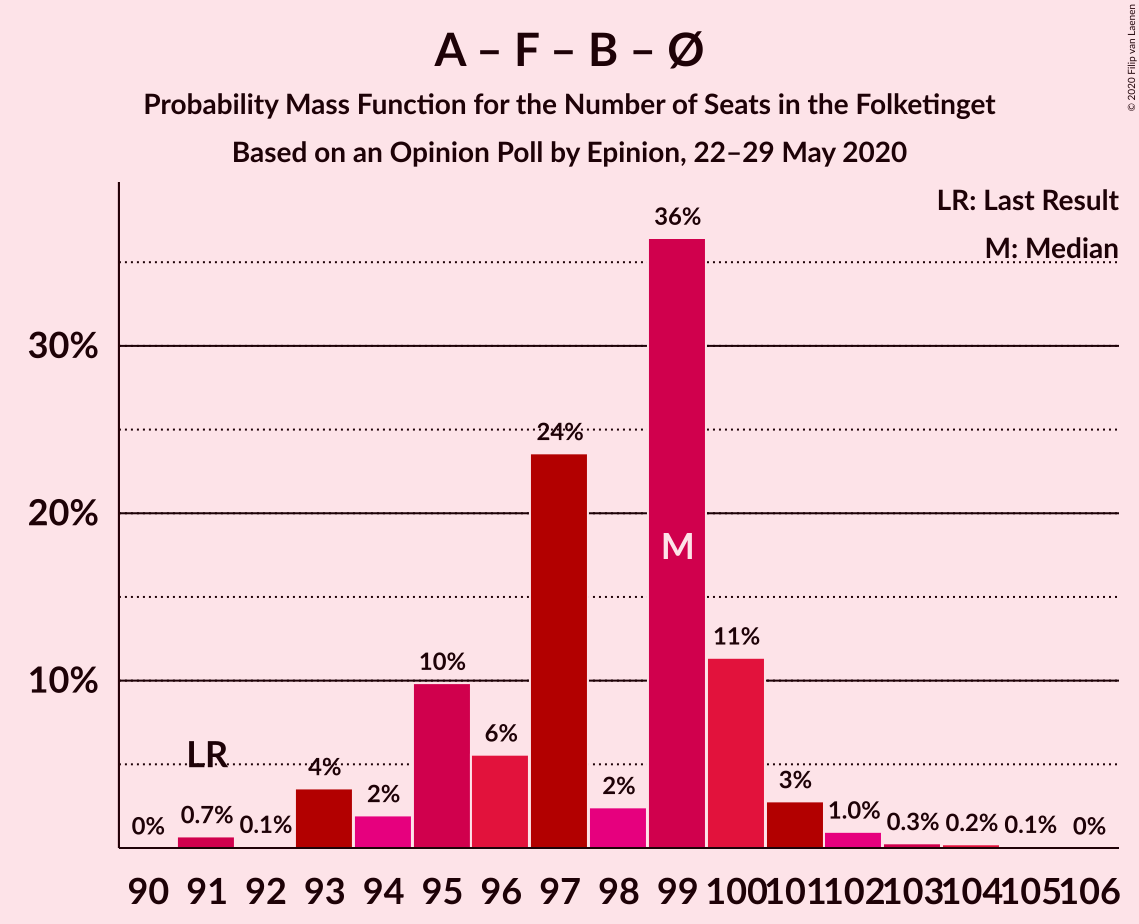 A – F – B – Ø
Probability Mass Function for the Number of Seats in the Folketinget
Based on an Opinion Poll by Epinion, 22–29 May 2020
© 2020 Filip van Laenen
LR: Last Result
M: Median
36%
30%
24%
20%
M
11%
10%
10%
6%
LR
4%
2%
2%
3%
0%
0.7%
0.1%
1.0%
0.3%
0.2%
0.1%
0%
90 91 92 93 94 95 96 97 98 99 100 101 102 103 104 105 106